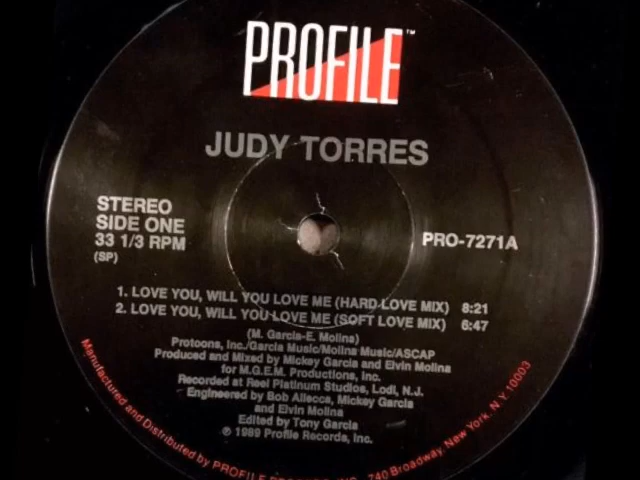 PROFILE™
JUDY TORRES
STEREO
SIDE ONE
33 1/3 RPM
(SP)
PRO-7271A
1. LOVE YOU, WILL YOU LOVE ME (HARD LOVE MIX) 8:21
2. LOVE YOU, WILL YOU LOVE ME (SOFT LOVE MIX) 6:47
(M. Garcia-E. Molina)
Protoons, Inc./Garcia Music/Molina Music/ASCAP
Produced and Mixed by Mickey Garcia and Elvin Molina
for M.G.E.M. Productions, Inc.
Recorded at Reel Platinum Studios, Lodi, N.J.
Engineered by Bob Allecca, Mickey Garcia
and Elvin Molina
Edited by Tony Garcia
℗ 1989 Profile Records, Inc.
Manufactured and Distributed by PROFILE RECORDS, INC., 740 Broadway, New York, N.Y. 10003